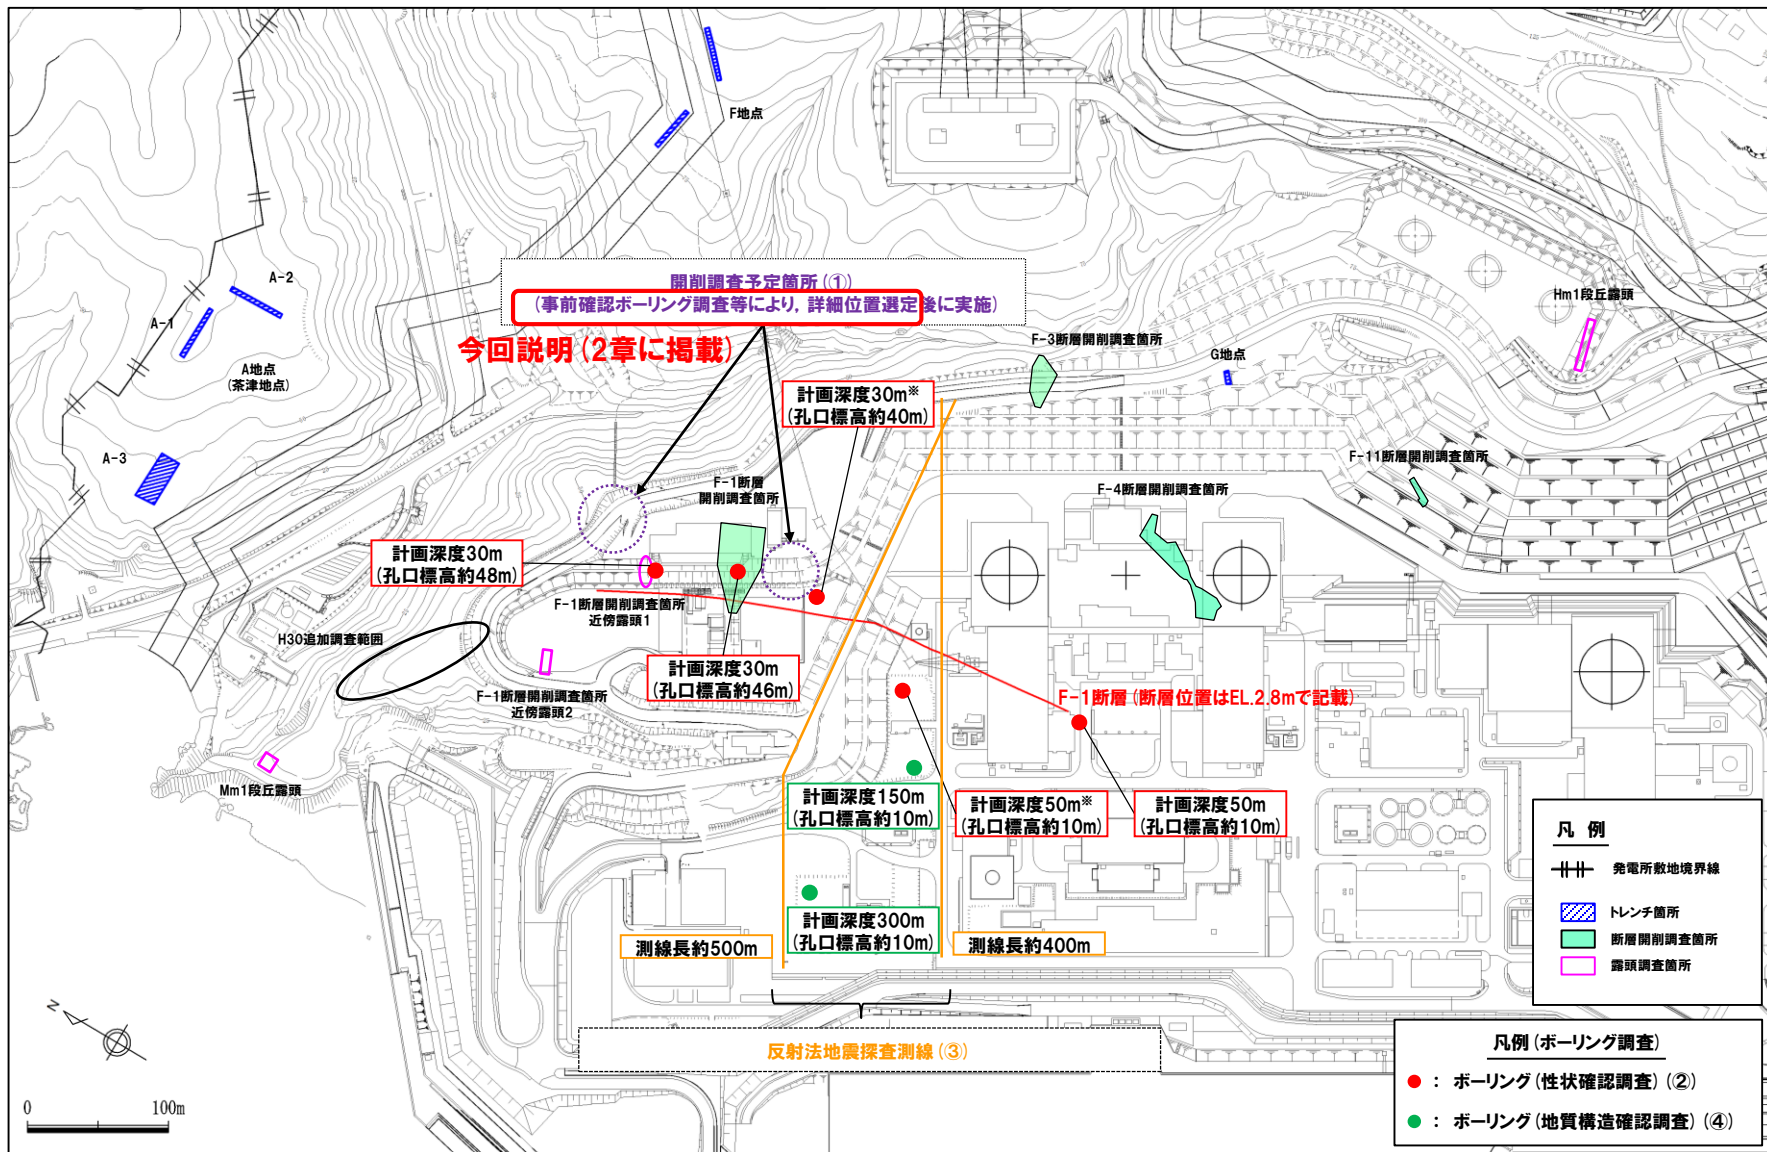 F地点
A-2
A-1
A地点
(茶津地点)
A-3
開削調査予定箇所(①)
(事前確認ボーリング調査等により, 詳細位置選定後に実施)
今回説明(2章に掲載)
Hm1段丘露頭
F-3断層開削調査箇所
G地点
計画深度30m※
(孔口標高約40m)
F-11断層開削調査箇所
F-1断層
開削調査箇所
F-4断層開削調査箇所
計画深度30m
(孔口標高約48m)
F-1断層開削調査箇所
近傍露頭1
H30追加調査範囲
計画深度30m
(孔口標高約46m)
F-1断層開削調査箇所
近傍露頭2
F-1断層(断層位置はEL.2.8mで記載)
Mm1段丘露頭
計画深度150m
(孔口標高約10m)
計画深度50m※
(孔口標高約10m)
計画深度50m
(孔口標高約10m)
計画深度300m
(孔口標高約10m)
測線長約500m
測線長約400m
凡 例
発電所敷地境界線
トレンチ箇所
断層開削調査箇所
露頭調査箇所
N
反射法地震探査測線(③)
凡例(ボーリング調査)
: ボーリング(性状確認調査)(②)
: ボーリング(地質構造確認調査)(④)
0 100m